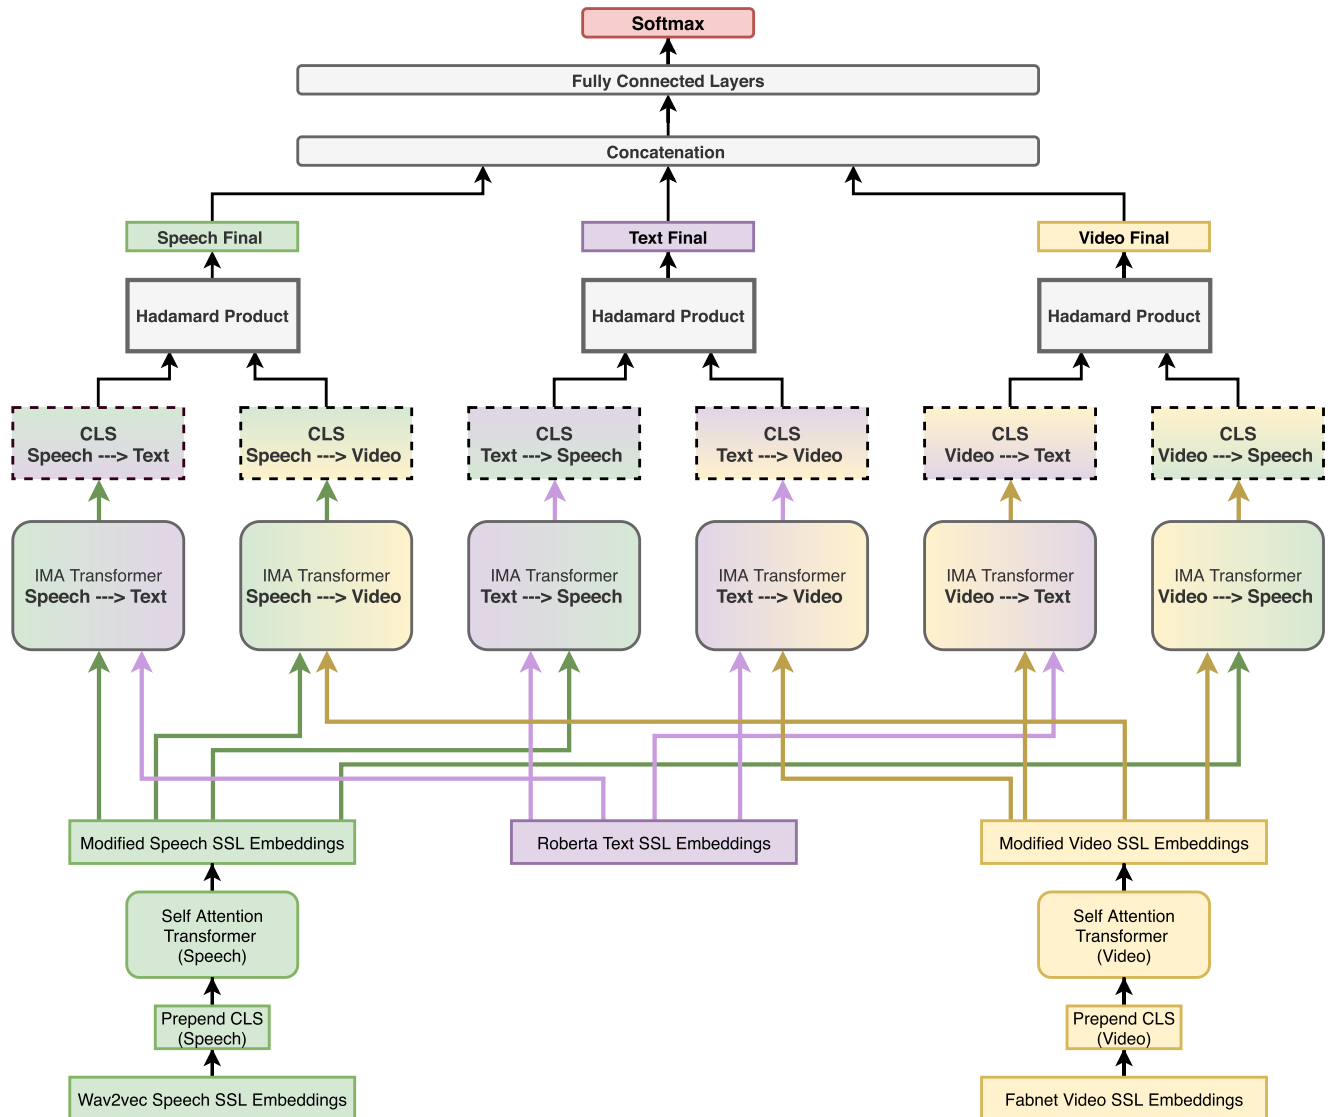 Softmax
Fully Connected Layers
Concatenation
Speech Final
Text Final
Video Final
Hadamard Product
Hadamard Product
Hadamard Product
CLS
Speech ---> Text
CLS
Speech ---> Video
CLS
Text ---> Speech
CLS
Text ---> Video
CLS
Video ---> Text
CLS
Video ---> Speech
IMA Transformer
Speech ---> Text
IMA Transformer
Speech ---> Video
IMA Transformer
Text ---> Speech
IMA Transformer
Text ---> Video
IMA Transformer
Video ---> Text
IMA Transformer
Video ---> Speech
Modified Speech SSL Embeddings
Roberta Text SSL Embeddings
Modified Video SSL Embeddings
Self Attention
Transformer
(Speech)
Self Attention
Transformer
(Video)
Prepend CLS
(Speech)
Prepend CLS
(Video)
Wav2vec Speech SSL Embeddings
Fabnet Video SSL Embeddings